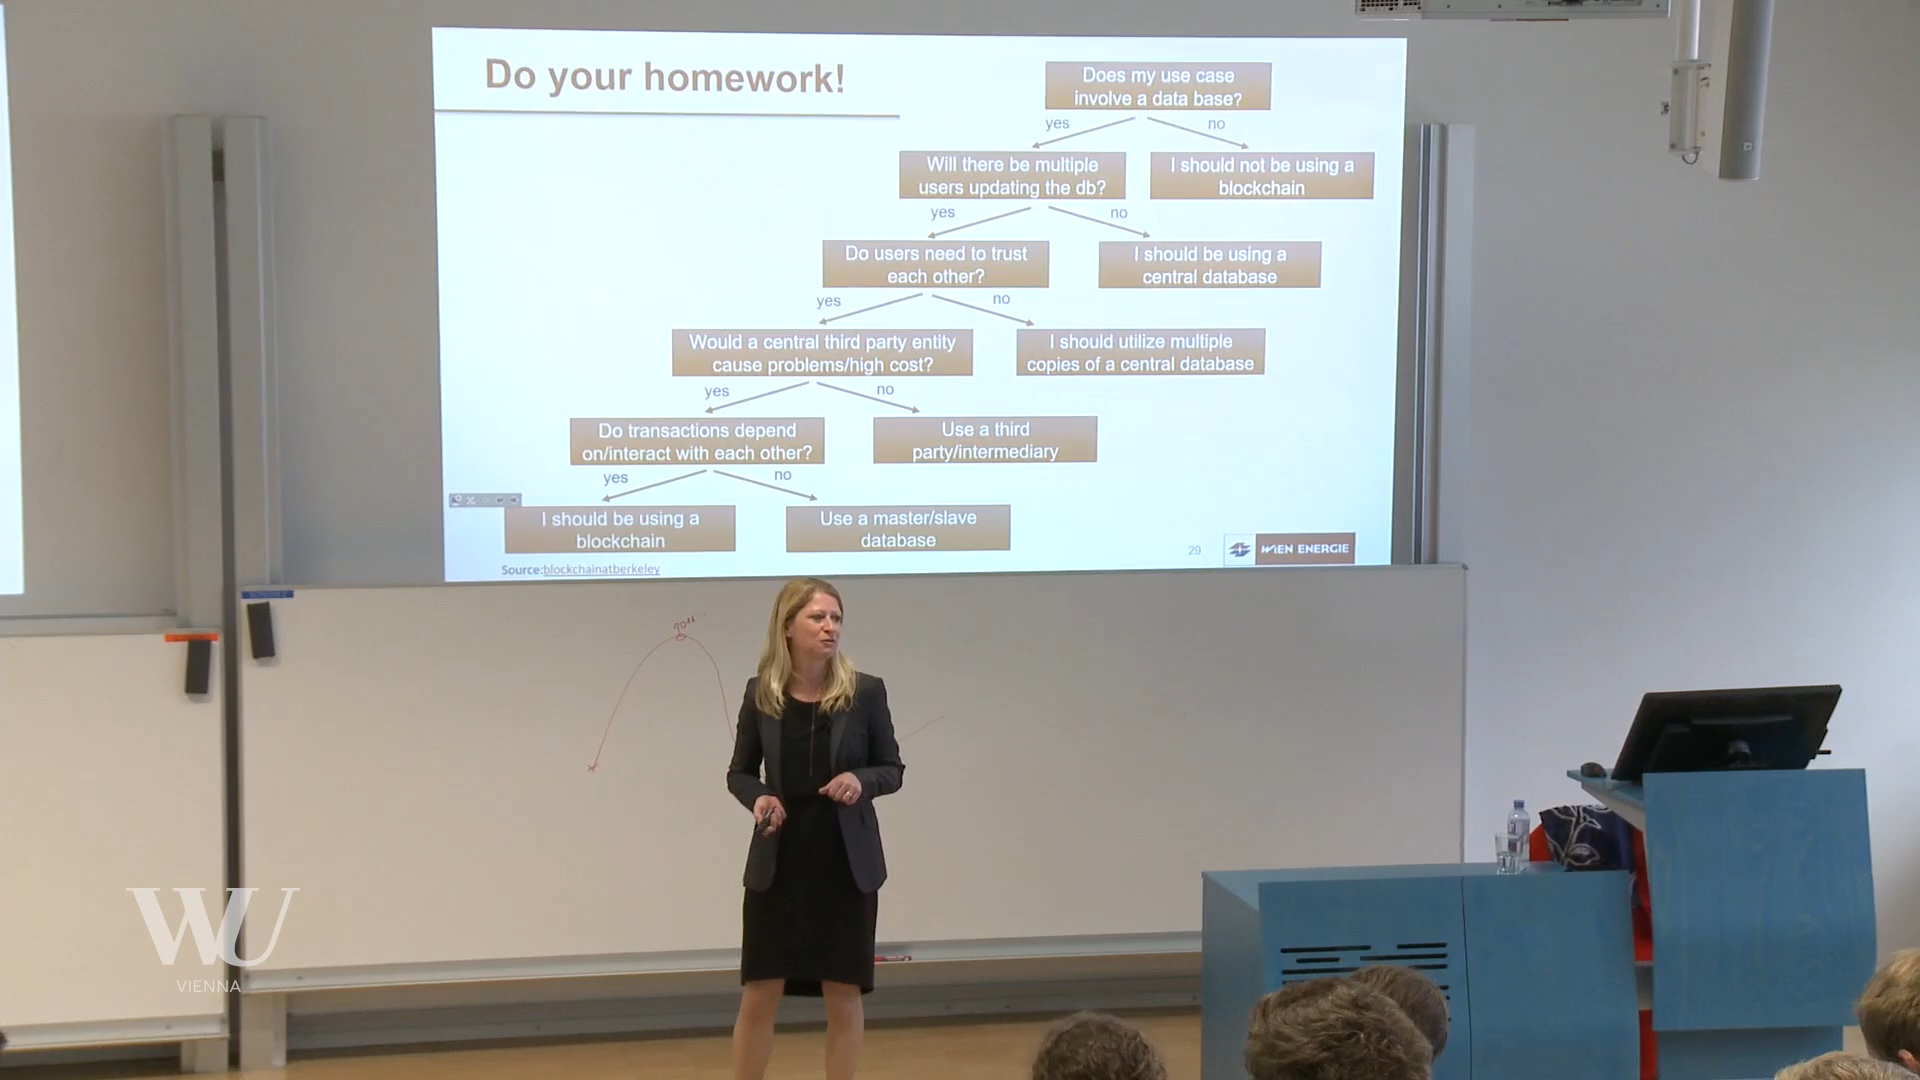 Do your homework!
Does my use case
involve a data base?
yes
no
Will there be multiple
users updating the db?
I should not be using a
blockchain
yes
no
Do users need to trust
each other?
I should be using a
central database
yes
no
Would a central third party entity
cause problems/high cost?
I should utilize multiple
copies of a central database
yes
no
Do transactions depend
on/interact with each other?
Use a third
party/intermediary
yes
no
I should be using a
blockchain
Use a master/slave
database
29
WIEN ENERGIE
Source:blockchainatberkeley
WU
VIENNA